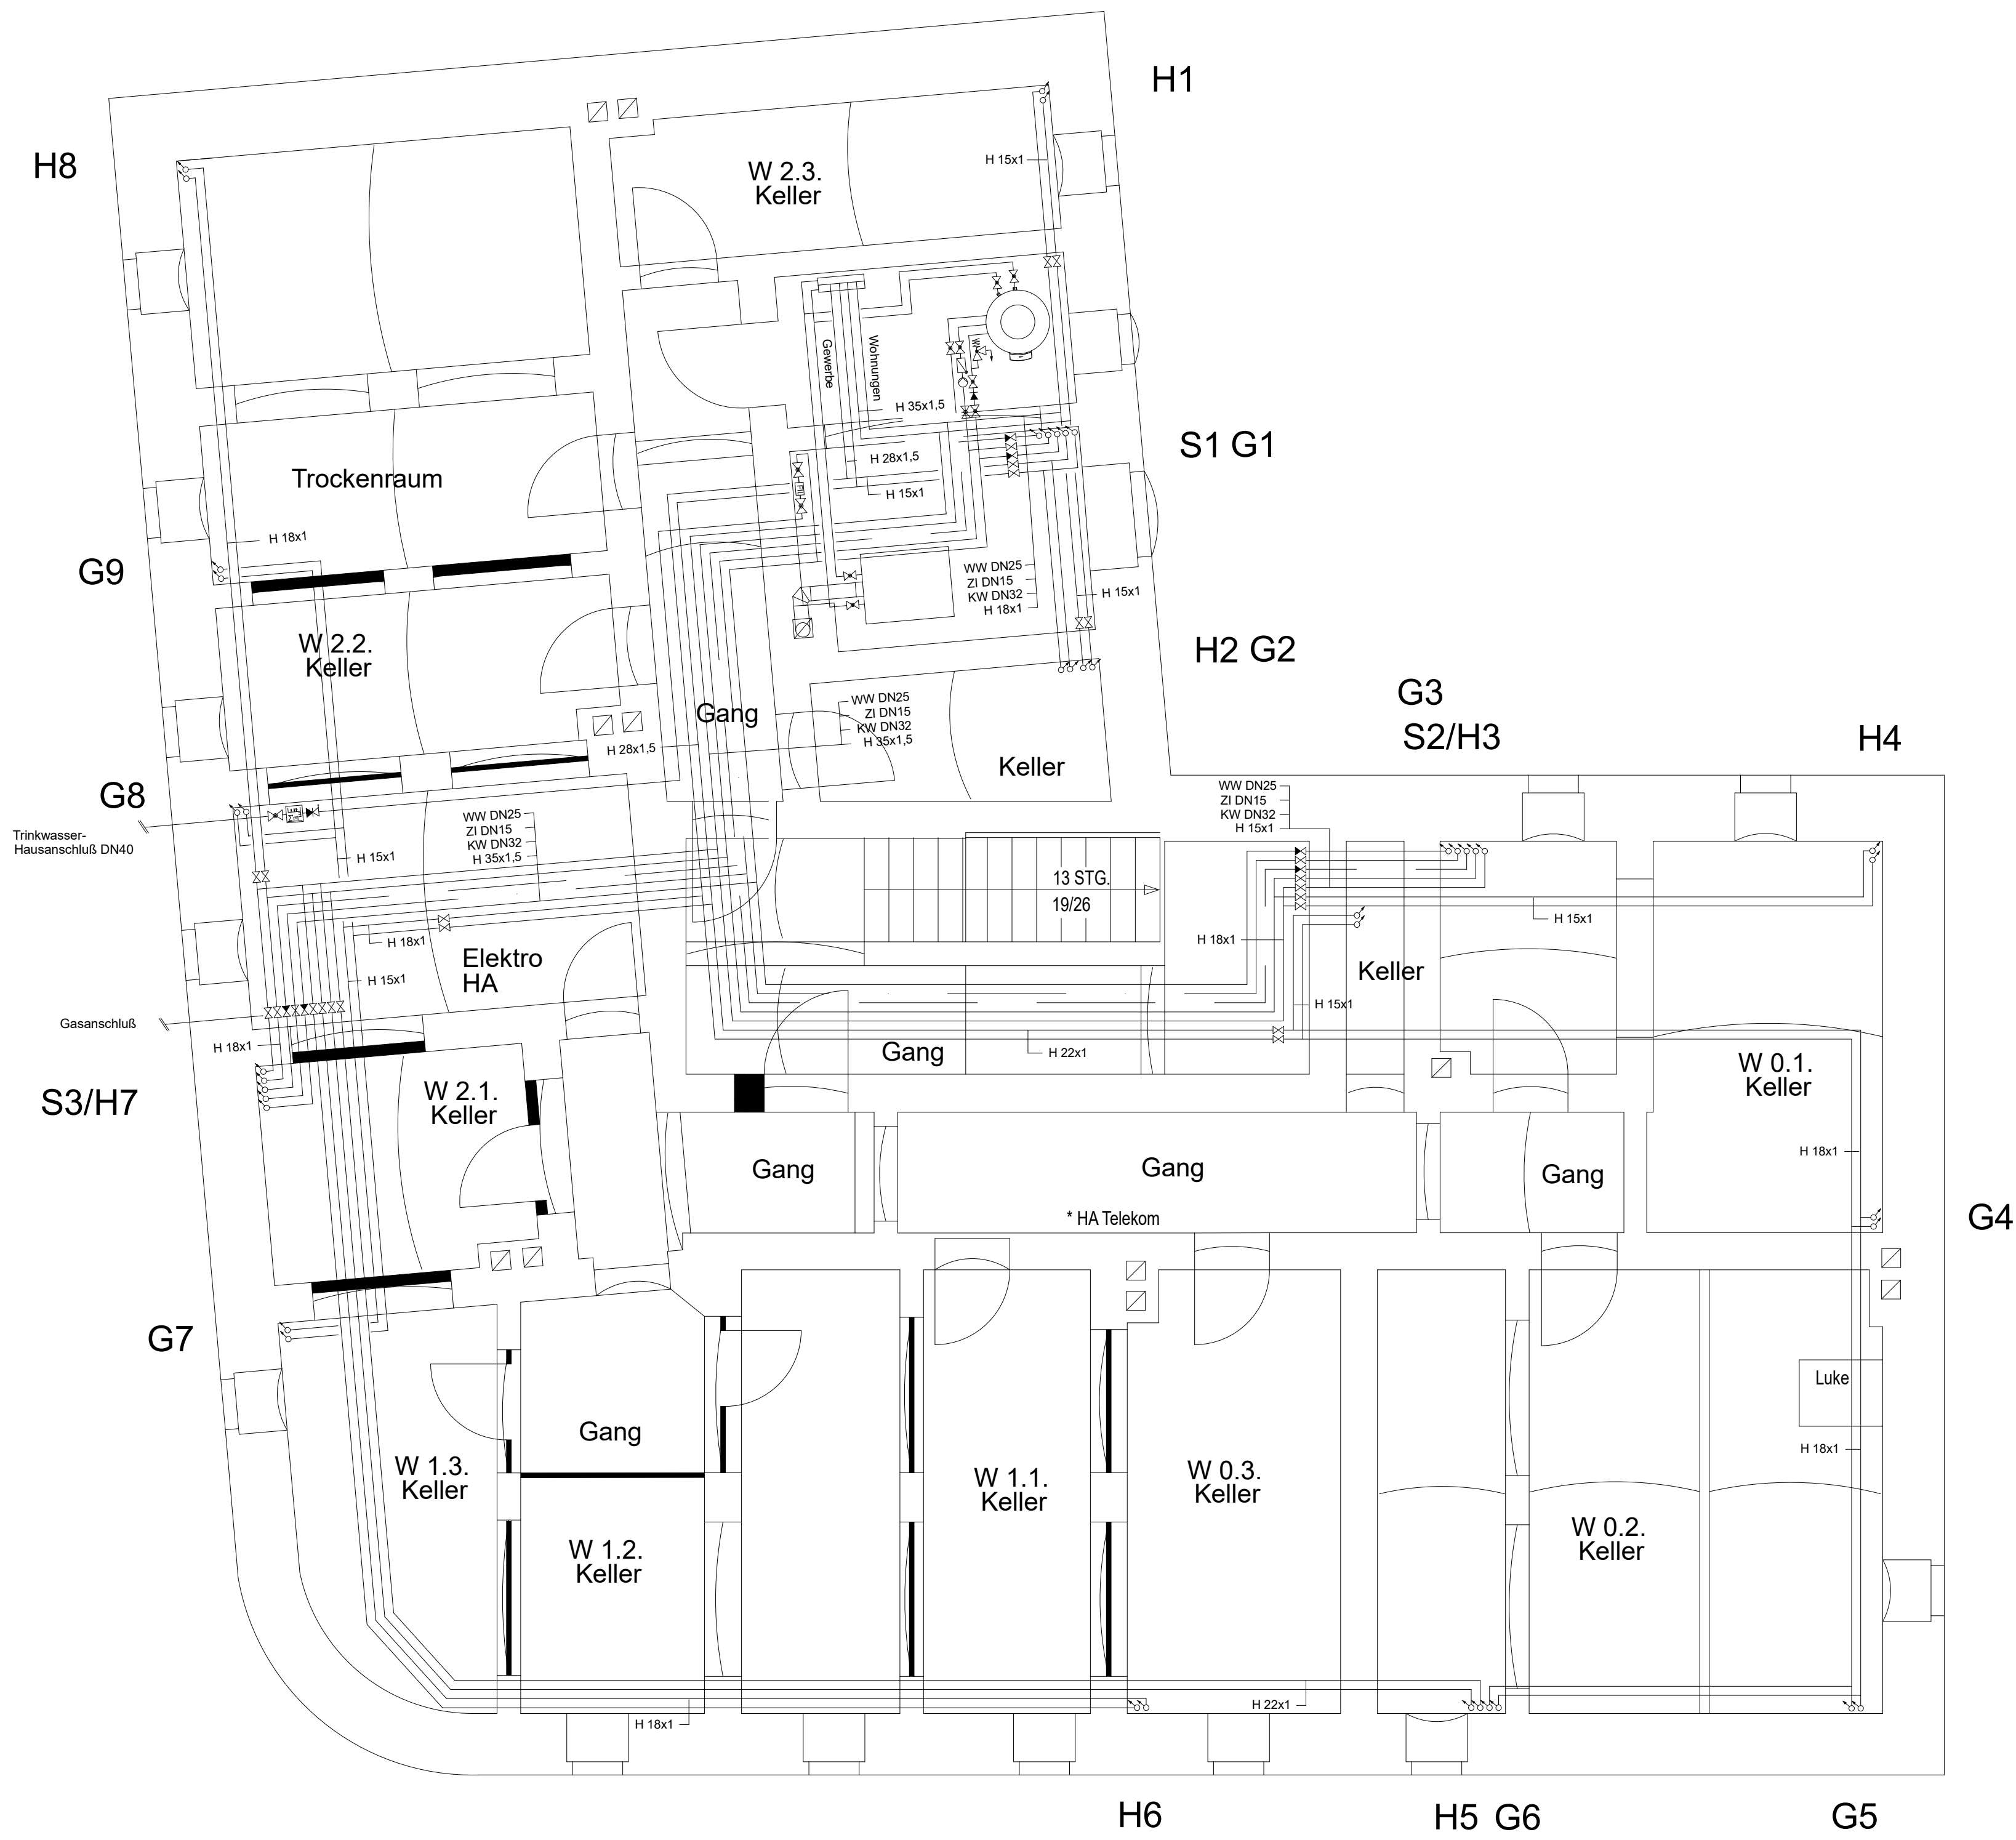 H1
H8
H 15x1
W 2.3.
Keller
Gewerbe
Wohnungen
H 35x1,5
S1 G1
H 28x1,5
Trockenraum
H 15x1
H 18x1
G9
WW DN25
ZI DN15
KW DN32
H 18x1
H 15x1
W 2.2.
Keller
H2 G2
G3
S2/H3
H4
Gang
WW DN25
ZI DN15
KW DN32
H 35x1,5
H 28x1,5
Keller
G8
Trinkwasser-
Hausanschluß DN40
WW DN25
ZI DN15
KW DN32
H 35x1,5
H 15x1
WW DN25
ZI DN15
KW DN32
H 15x1
13 STG.
19/26
H 15x1
H 18x1
H 18x1
Elektro
HA
H 15x1
Keller
H 15x1
Gasanschluß
H 18x1
Gang
H 22x1
W 0.1.
Keller
S3/H7
W 2.1.
Keller
H 18x1
Gang
Gang
Gang
* HA Telekom
G4
G7
Luke
Gang
H 18x1
W 1.3.
Keller
W 1.1.
Keller
W 0.3.
Keller
W 0.2.
Keller
W 1.2.
Keller
H 18x1
H 22x1
H6
H5 G6
G5